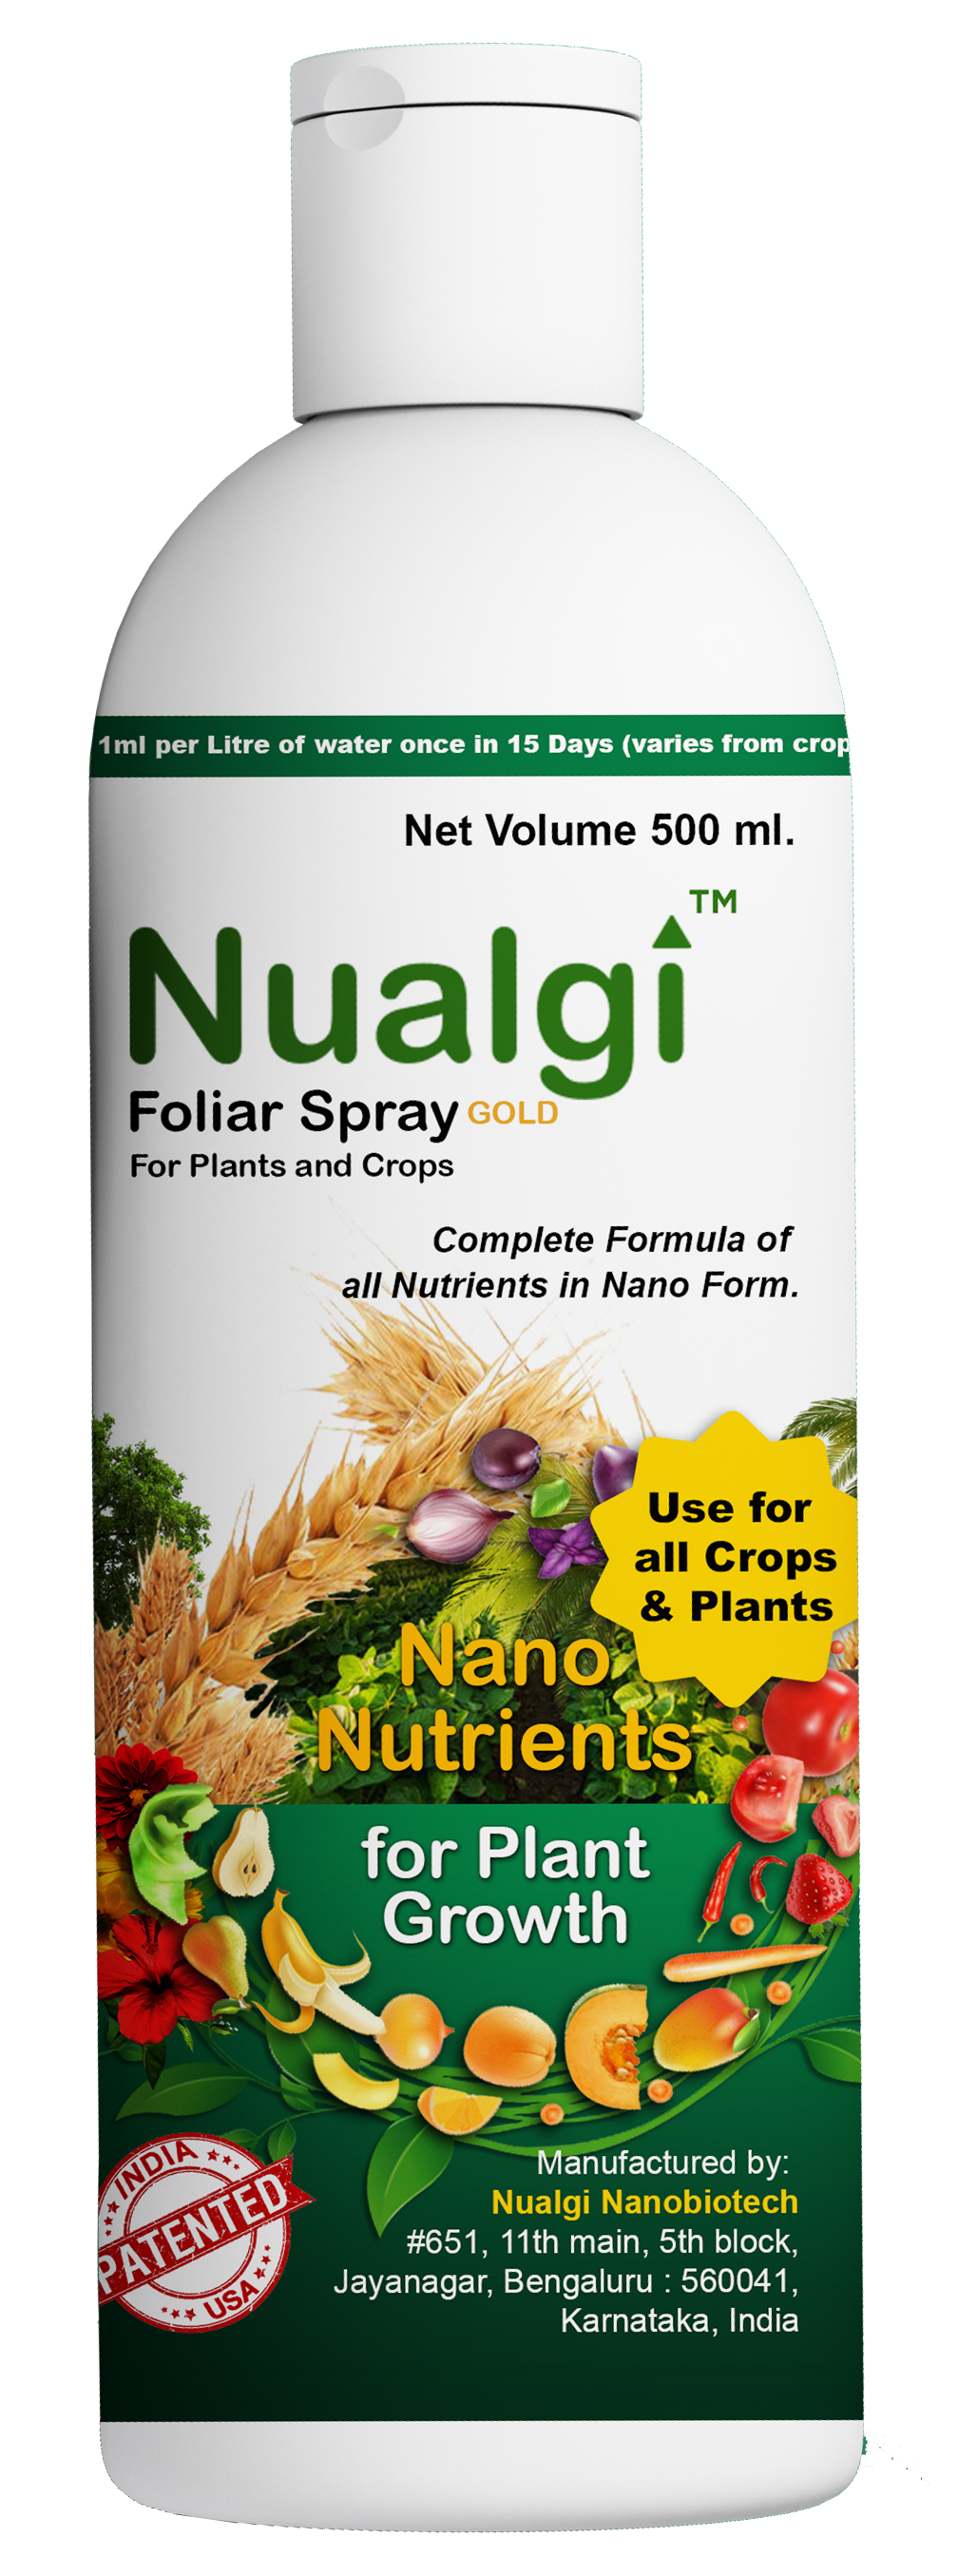 1ml per Litre of water once in 15 Days (varies from crop
Net Volume 500 ml.
Nualgi™
Foliar Spray GOLD
For Plants and Crops
Complete Formula of
all Nutrients in Nano Form.
Use for
all Crops
& Plants
Nano
Nutrients
for Plant
Growth
INDIA
PATENTED
USA
Manufactured by:
Nualgi Nanobiotech
#651, 11th main, 5th block,
Jayanagar, Bengaluru : 560041,
Karnataka, India